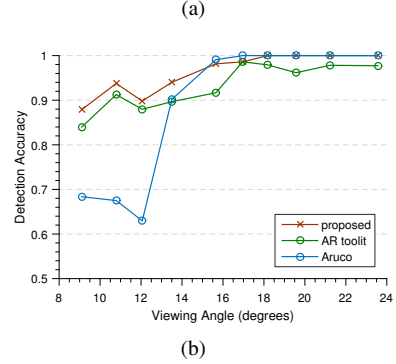 (a)
1
0.9
0.8
0.7
0.6
0.5
Detection Accuracy
proposed
AR toolit
Aruco
8 10 12 14 16 18 20 22 24
Viewing Angle (degrees)
(b)